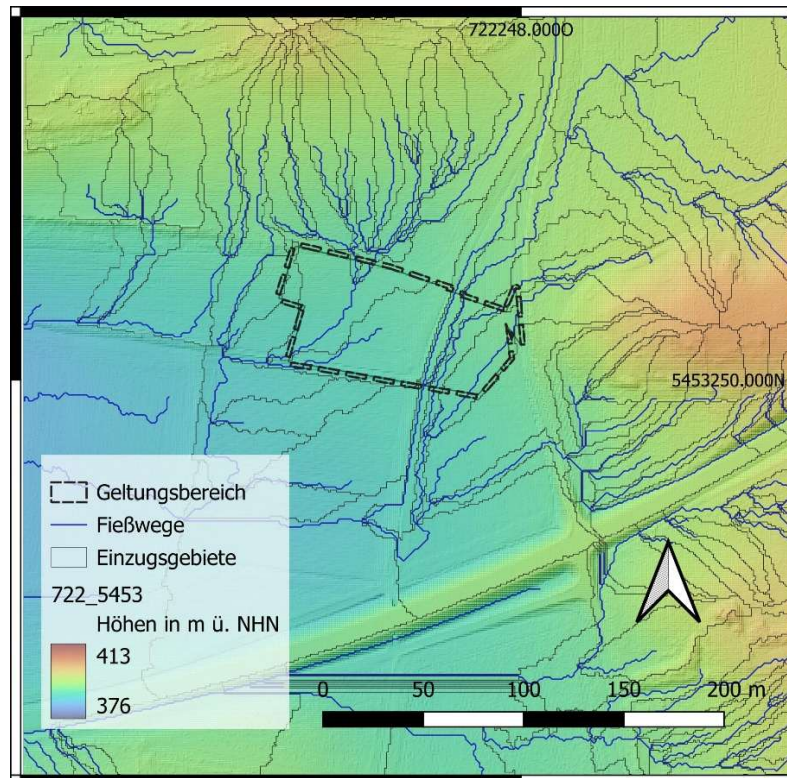 722248.000O
5453250.000N
Geltungsbereich
Fießwege
Einzugsgebiete
722_5453
Höhen in m ü. NHN
413
376
0 50 100 150 200 m